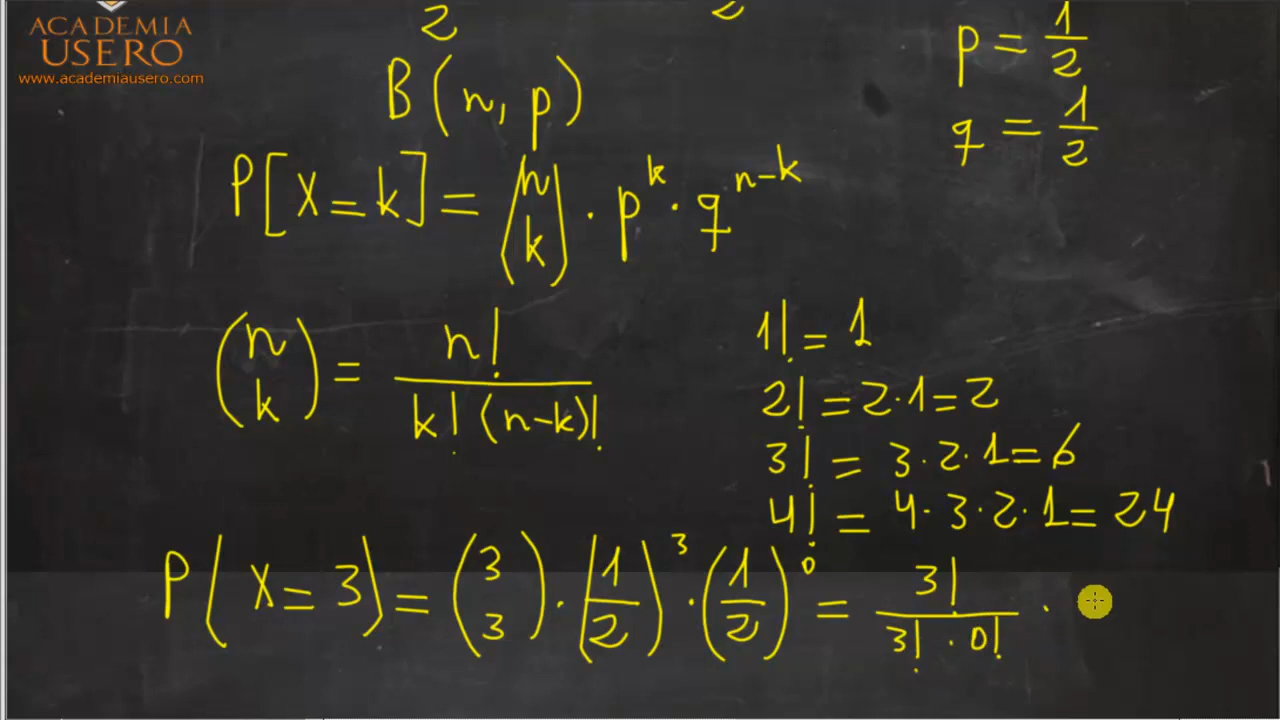 ACADEMIA
USERO
www.academiausero.com
2 2
p = 1/2
B(n, p)
q = 1/2
P[X=k] = (n k) · p^k · q^(n-k)
(n k) = n! / k! (n-k)!
1! = 1
2! = 2·1 = 2
3! = 3·2·1 = 6
4! = 4·3·2·1 = 24
P(X=3) = (3 3) · (1/2)^3 · (1/2)^0 = 3! / 3! · 0! ·